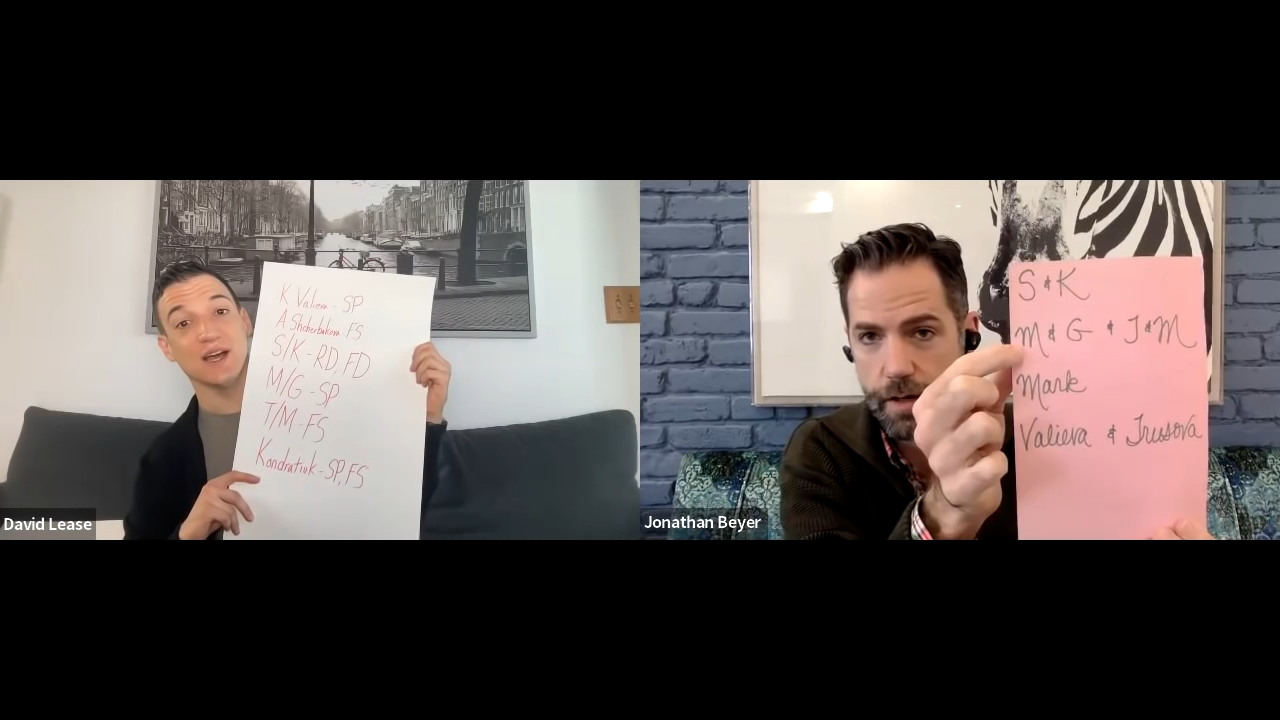 K Valieva - SP
A Shcherbakova FS
S/K - RD, FD
M/G - SP
T/M - FS
Kondratiuk - SP, FS
David Lease
S & K
M & G & T & M
Mark
Valieva & Trusova
Jonathan Beyer